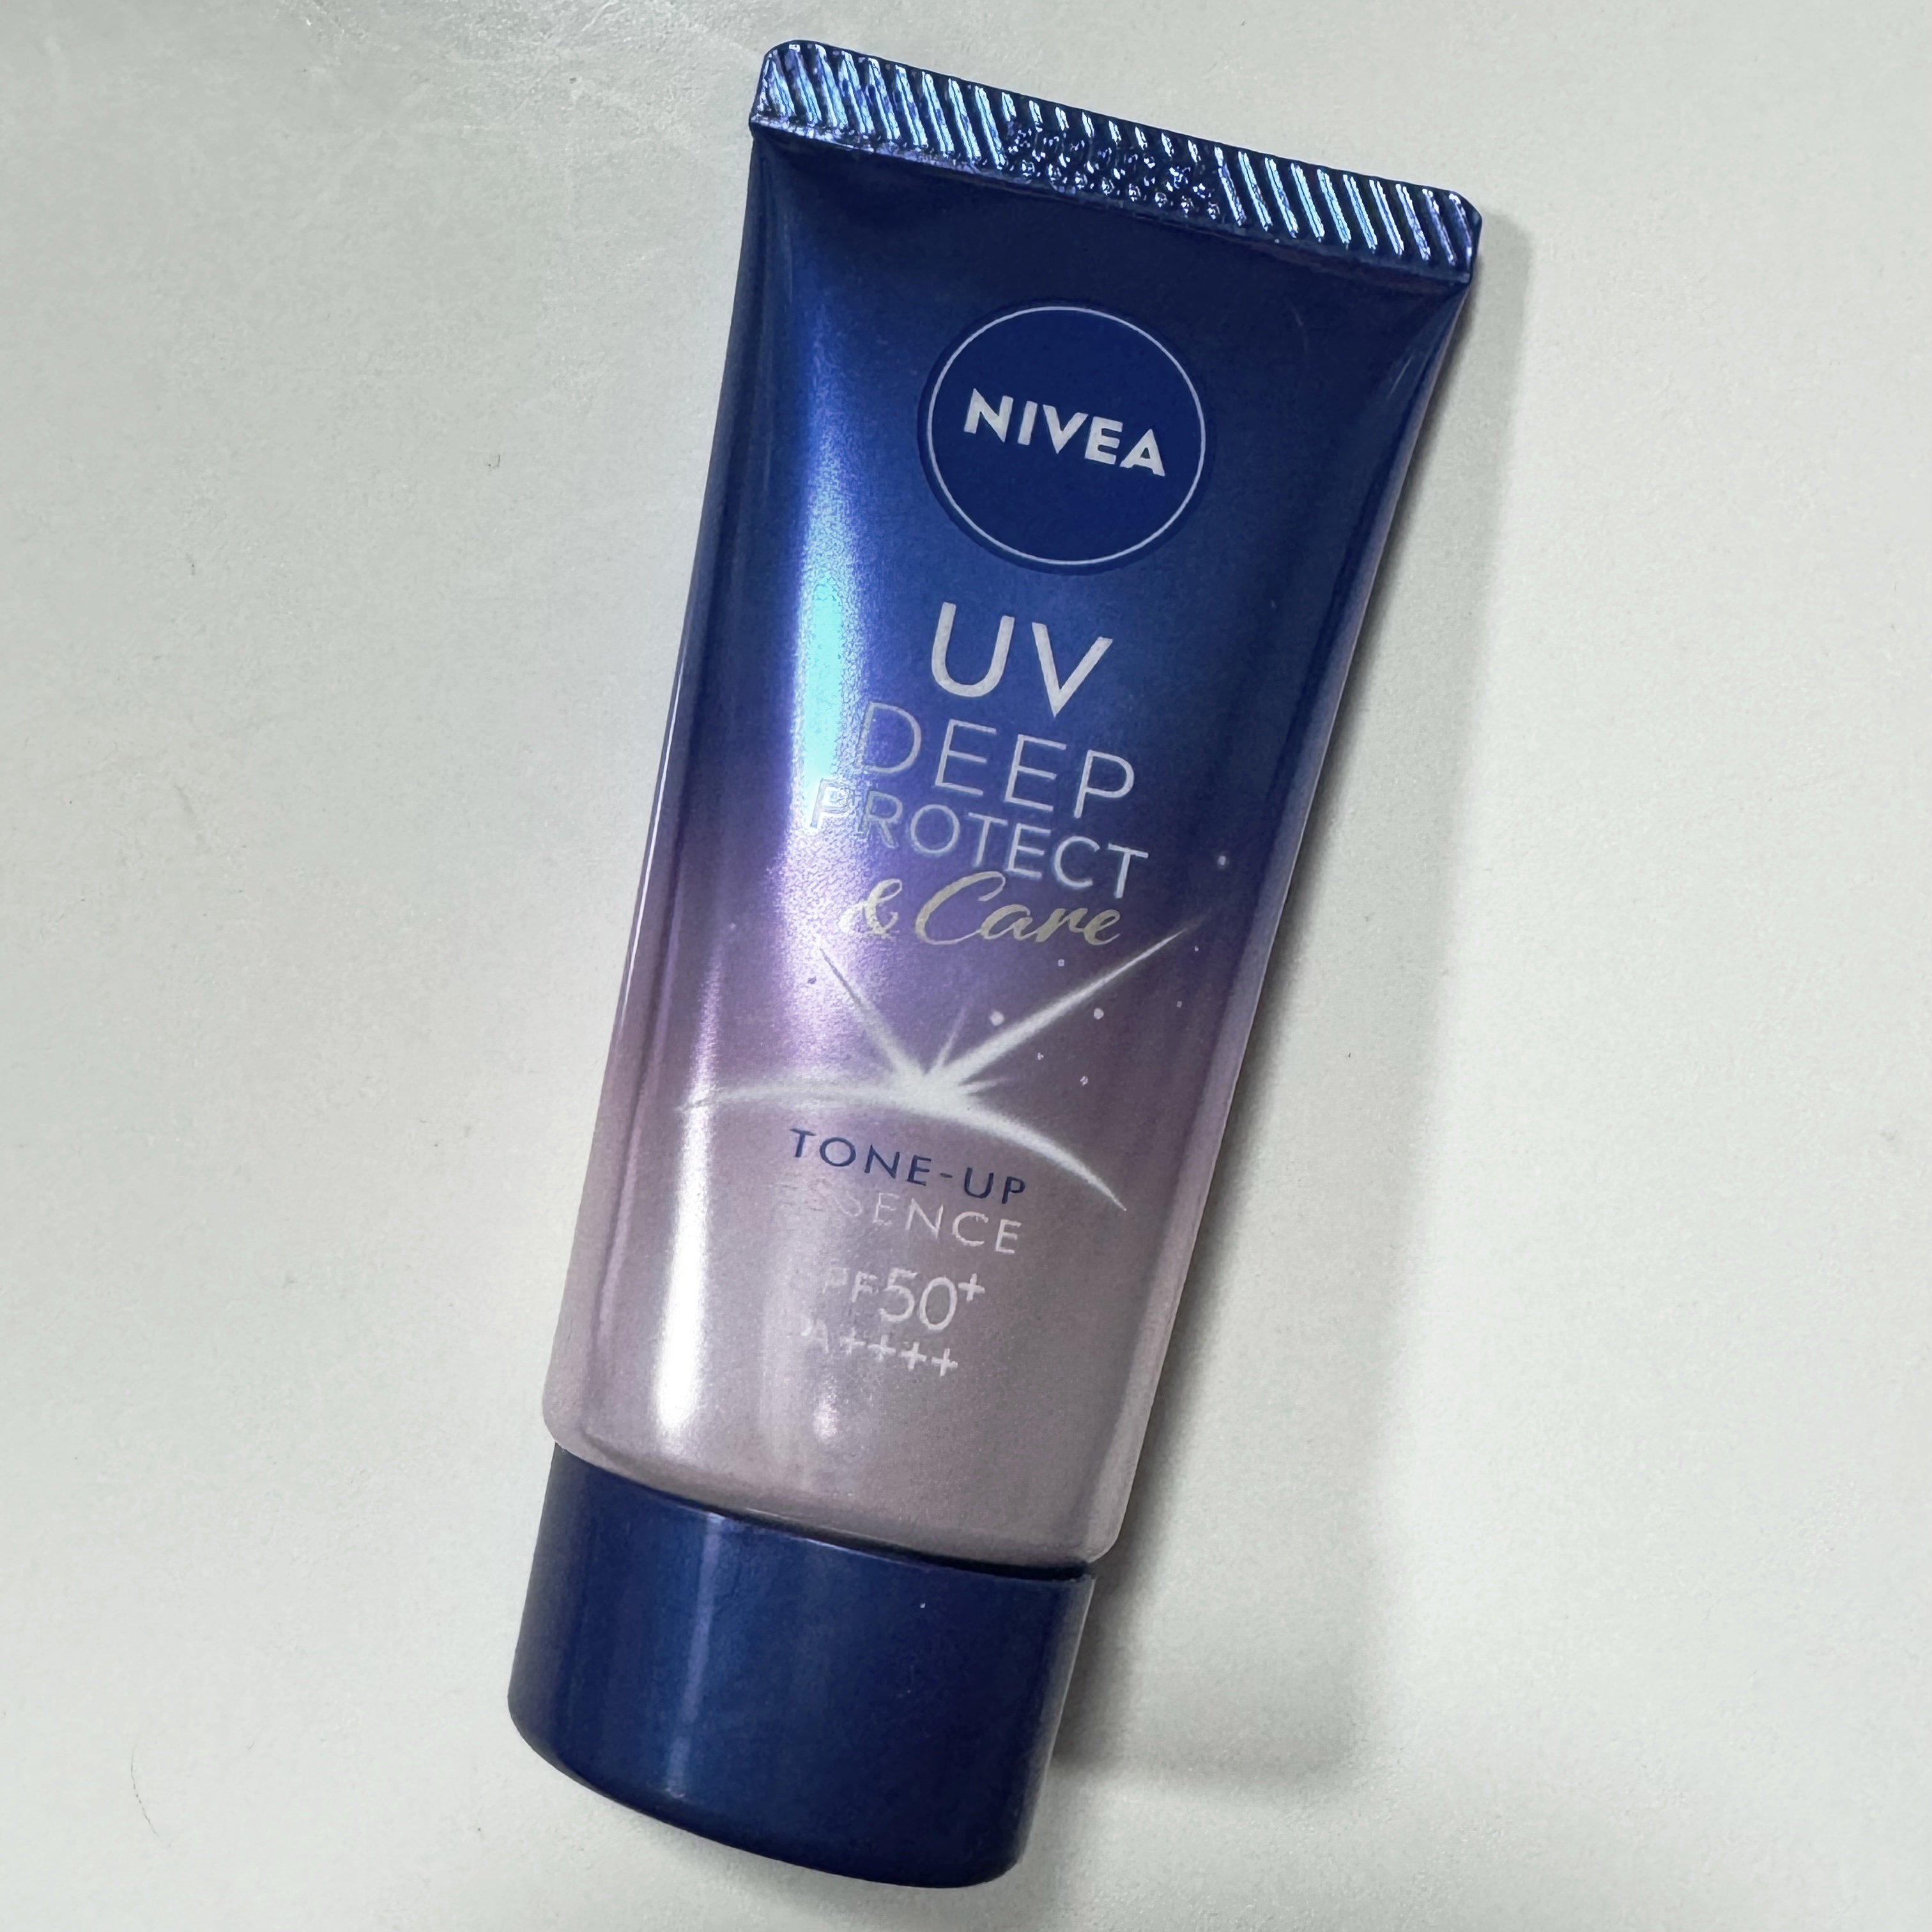 NIVEA
UV
DEEP
PROTECT
& Care
TONE-UP
ESSENCE
SPF50+
PA++++